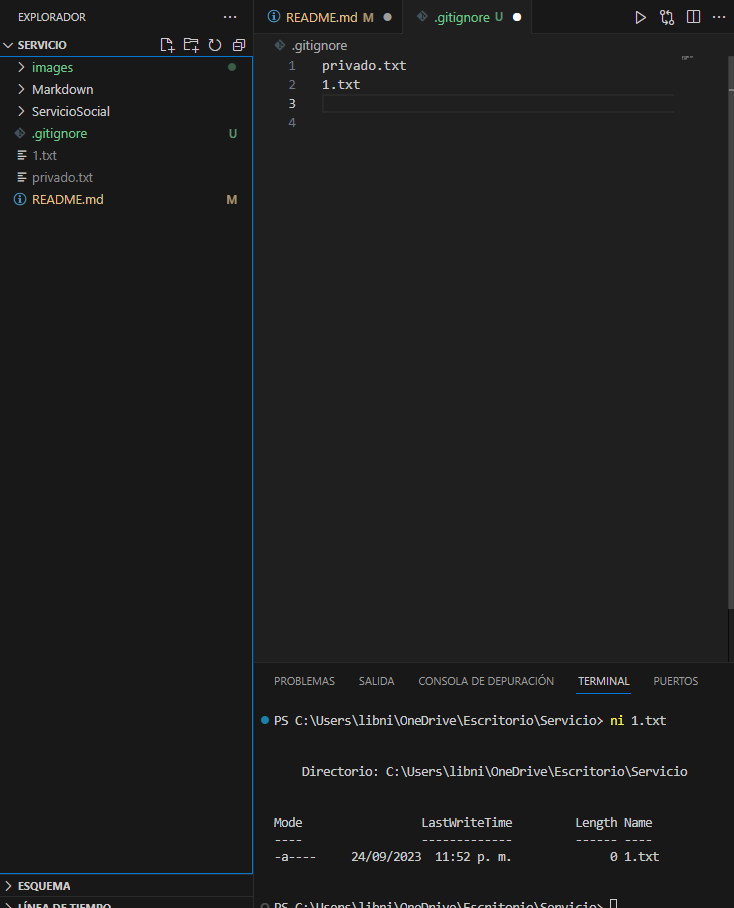 EXPLORADOR
SERVICIO
images
Markdown
ServicioSocial
.gitignore U
1.txt
privado.txt
README.md M
ESQUEMA
LÍNEA DE TIEMPO
README.md M
.gitignore U
.gitignore
1 privado.txt
2 1.txt
3
4
PROBLEMAS SALIDA CONSOLA DE DEPURACIÓN TERMINAL PUERTOS
PS C:\Users\libni\OneDrive\Escritorio\Servicio> ni 1.txt
Directorio: C:\Users\libni\OneDrive\Escritorio\Servicio
Mode LastWriteTime Length Name
---- ------------- ------ ----
-a---- 24/09/2023 11:52 p. m. 0 1.txt
PS C:\Users\libni\OneDrive\Escritorio\Servicio>